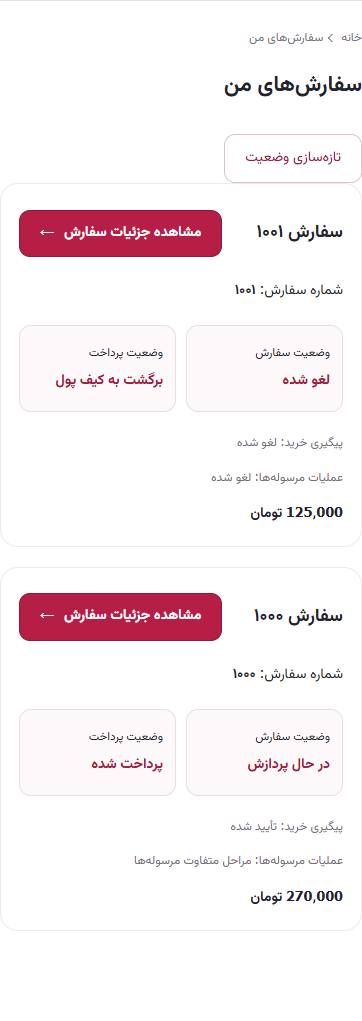 خانه > سفارش‌های من
سفارش‌های من
تازه‌سازی وضعیت
سفارش ۱۰۰۱
مشاهده جزئیات سفارش ←
شماره سفارش: ۱۰۰۱
وضعیت سفارش
لغو شده
وضعیت پرداخت
برگشت به کیف پول
پیگیری خرید: لغو شده
عملیات مرسوله‌ها: لغو شده
125,000 تومان
سفارش ۱۰۰۰
مشاهده جزئیات سفارش ←
شماره سفارش: ۱۰۰۰
وضعیت سفارش
در حال پردازش
وضعیت پرداخت
پرداخت شده
پیگیری خرید: تأیید شده
عملیات مرسوله‌ها: مراحل متفاوت مرسوله‌ها
270,000 تومان